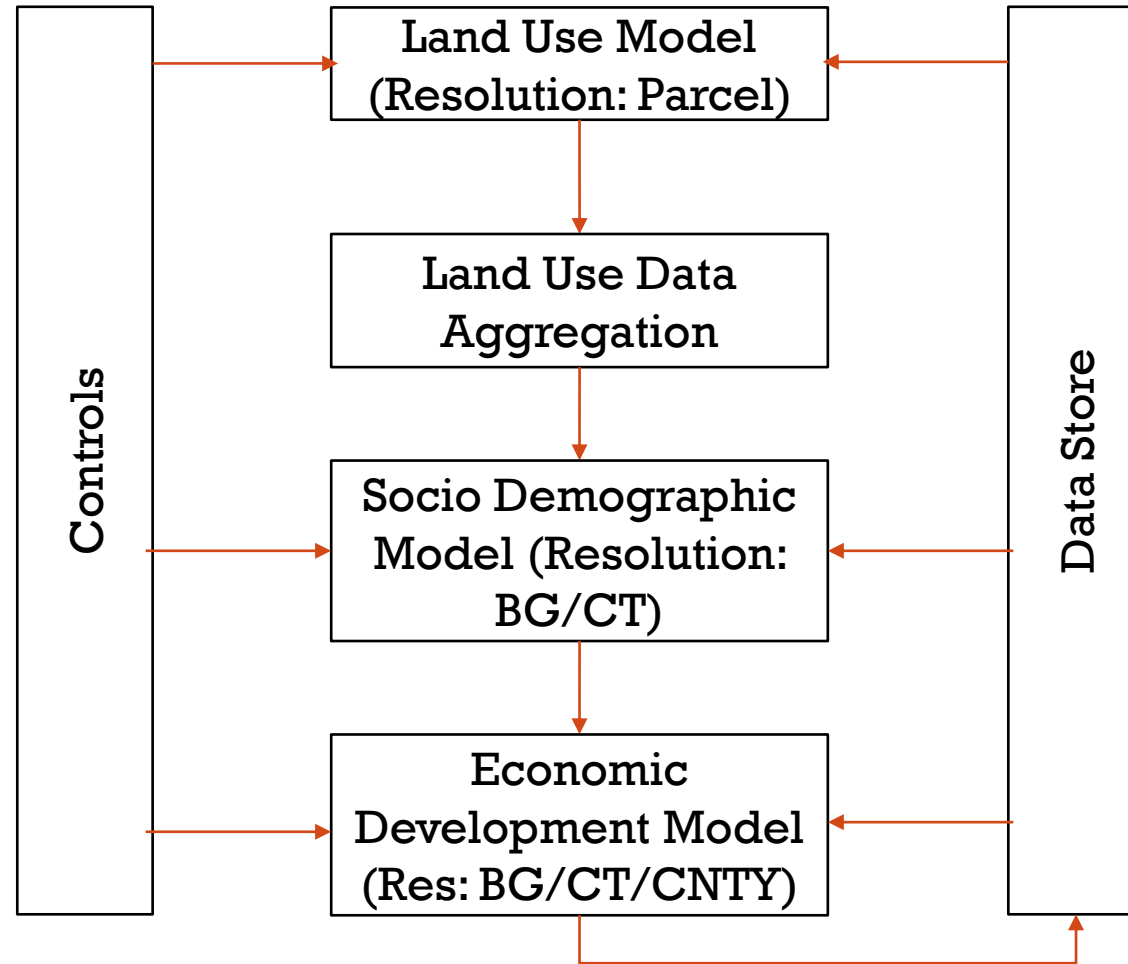 Land Use Model
(Resolution: Parcel)
Land Use Data
Aggregation
Socio Demographic
Model (Resolution:
BG/CT)
Economic
Development Model
(Res: BG/CT/CNTY)
Controls
Data Store